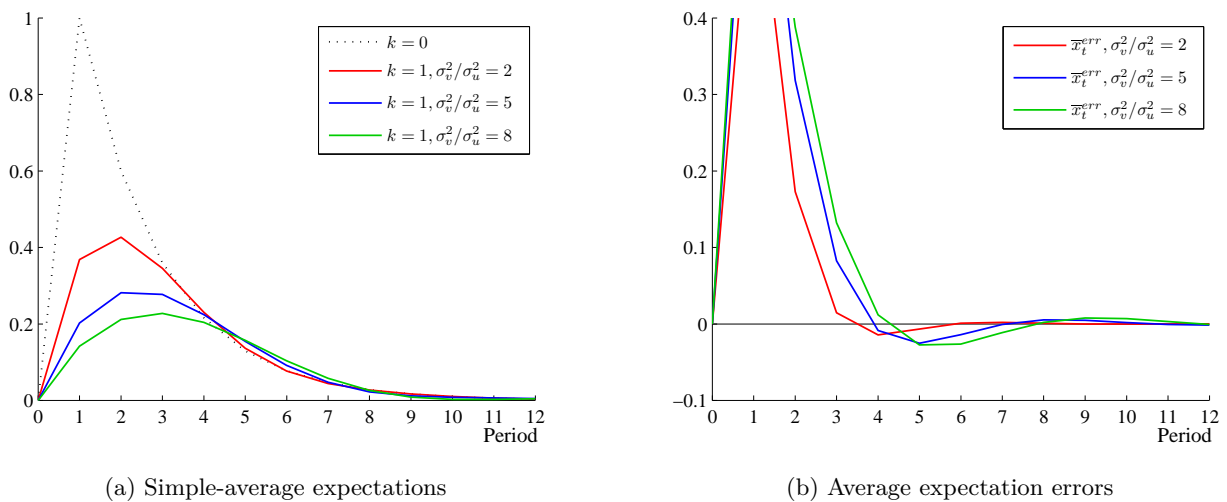 1
0.8
0.6
0.4
0.2
0
0 1 2 3 4 5 6 7 8 9 10 11 12
Period
k = 0
k = 1, σ_v^2/σ_u^2 = 2
k = 1, σ_v^2/σ_u^2 = 5
k = 1, σ_v^2/σ_u^2 = 8
(a) Simple-average expectations
0.4
0.3
0.2
0.1
0
−0.1
0 1 2 3 4 5 6 7 8 9 10 11 12
Period
x̅_t^{err}, σ_v^2/σ_u^2 = 2
x̅_t^{err}, σ_v^2/σ_u^2 = 5
x̅_t^{err}, σ_v^2/σ_u^2 = 8
(b) Average expectation errors